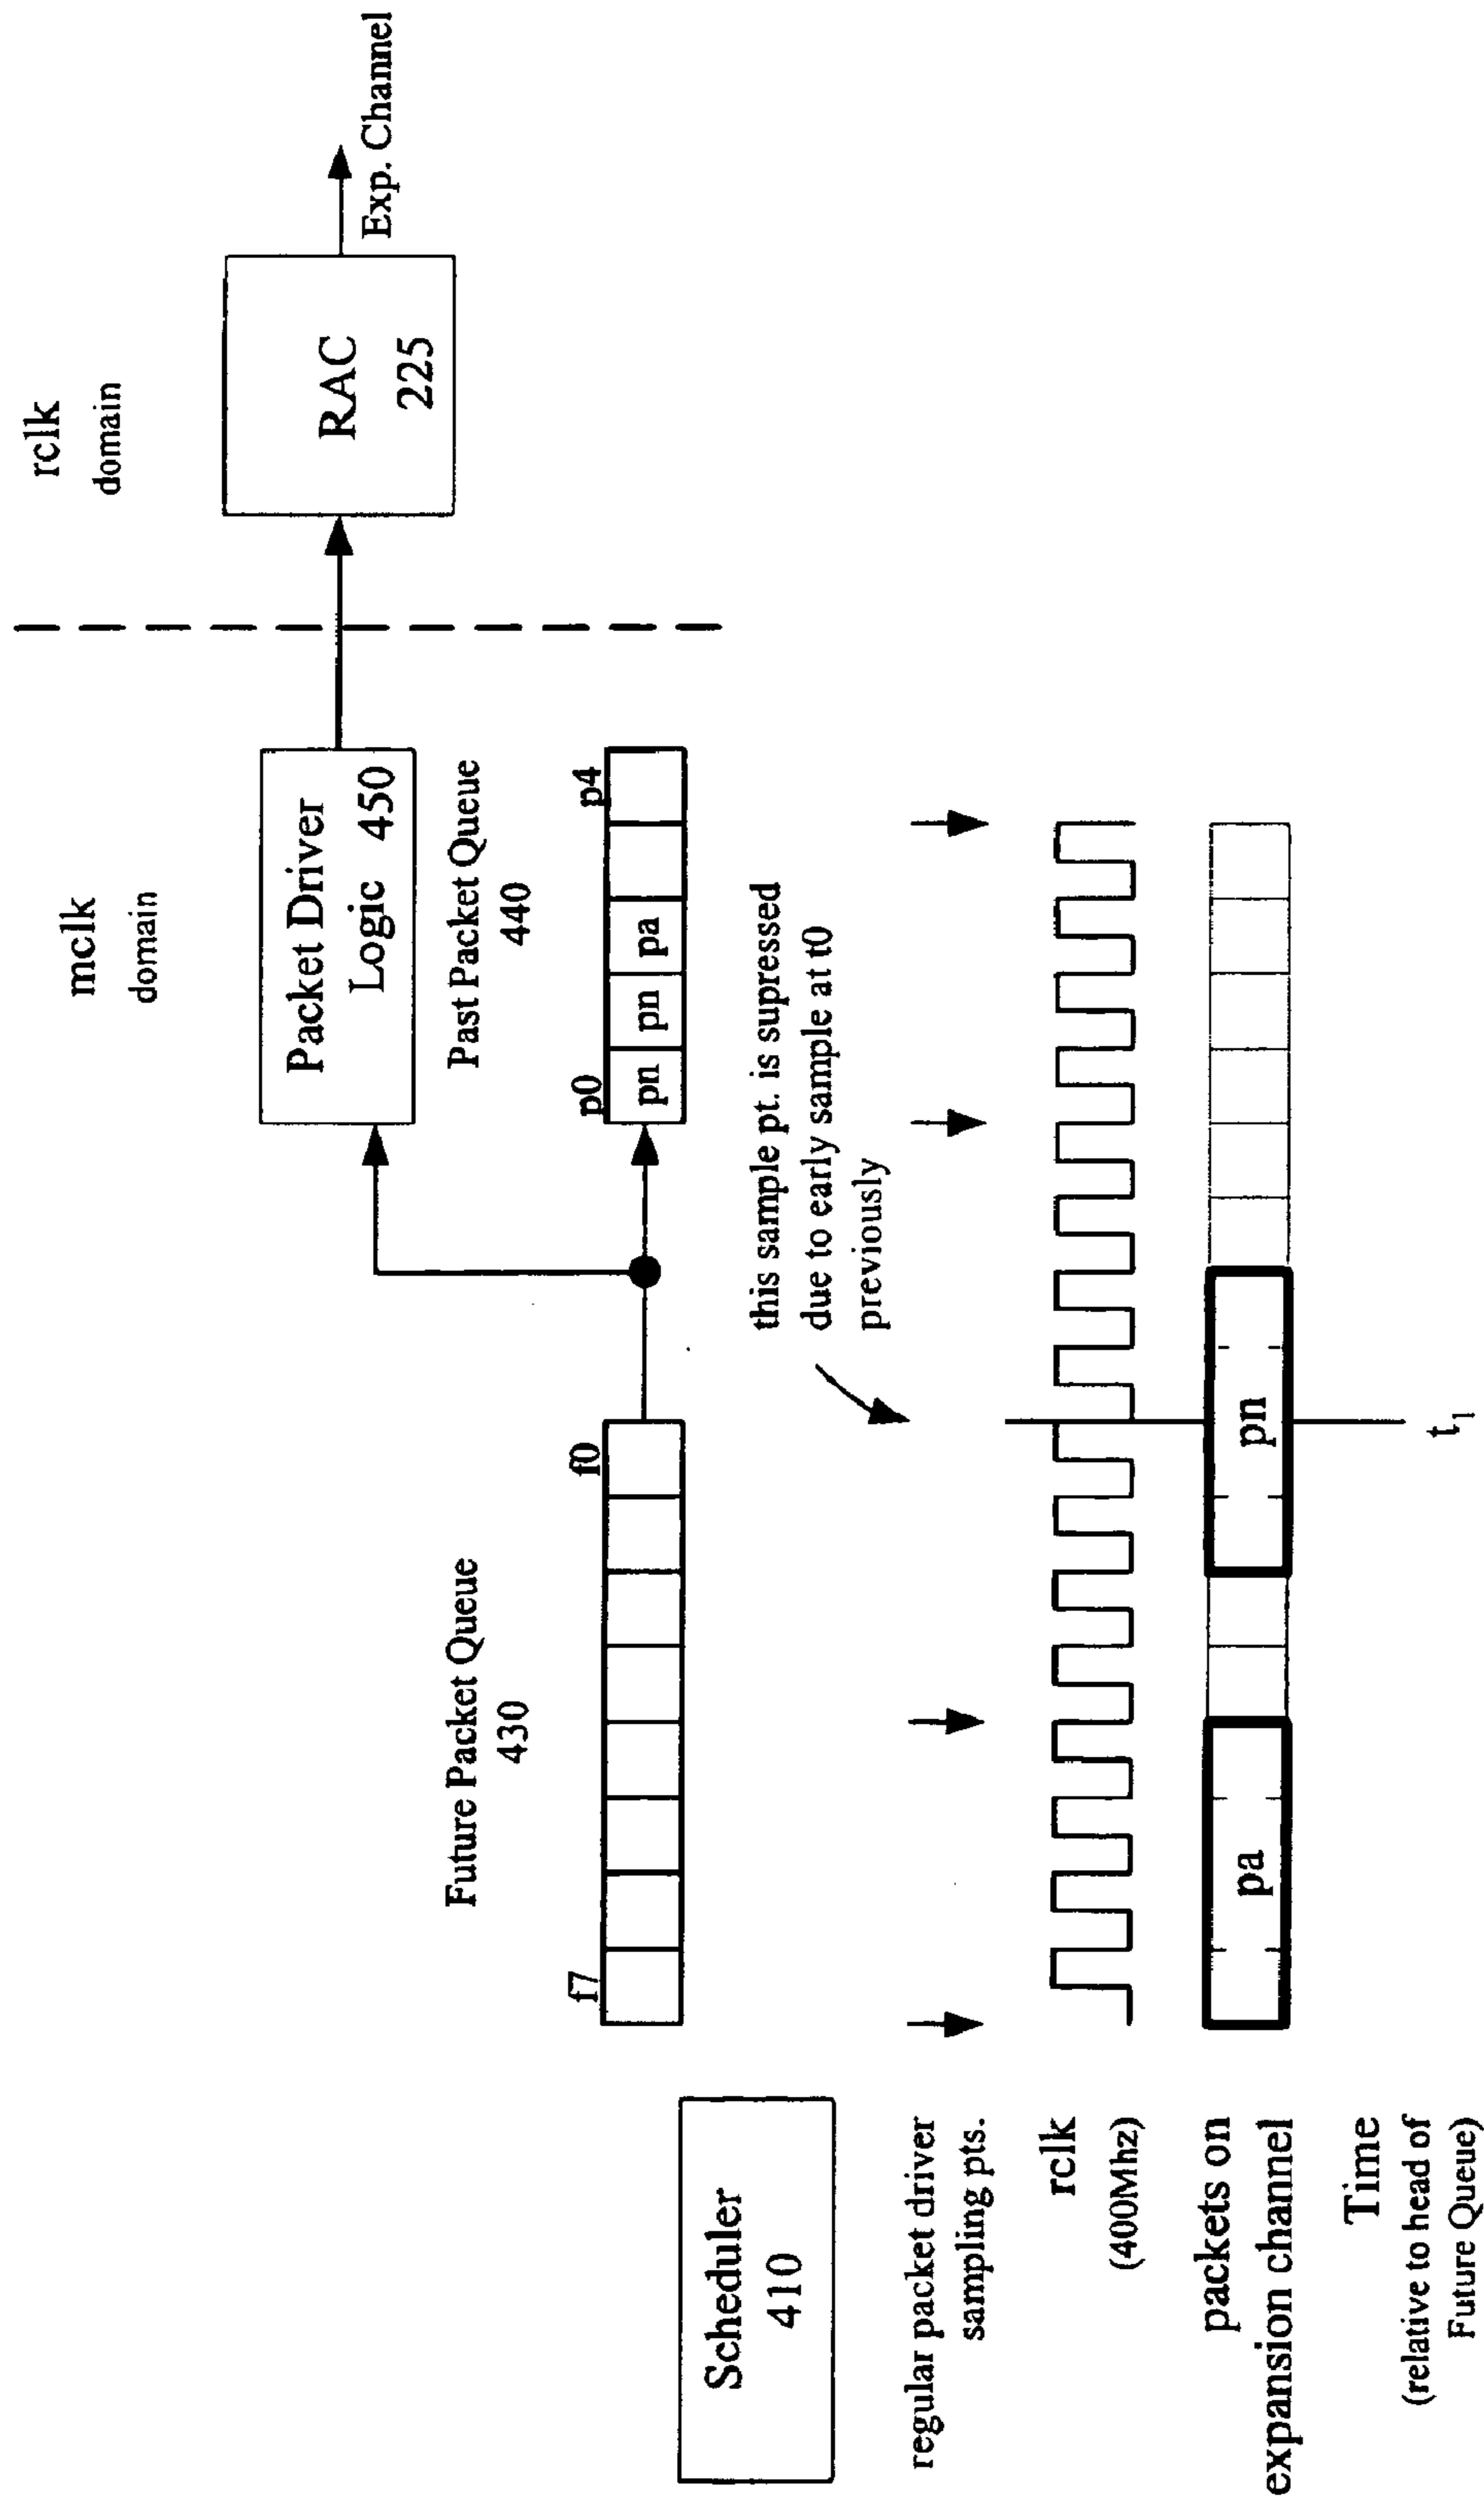 mclk
domain
rclk
domain
Packet Driver
Logic 450
RAC
225
Exp. Channel
Future Packet Queue
430
Past Packet Queue
440
f7
f0
p0
p4
pn
pn
pa
Scheduler
410
this sample pt. is supressed
due to early sample at t0
previously
regular packet driver
sampling pts.
rclk
(400Mhz)
packets on
expansion channel
pa
pn
Time
(relative to head of
Future Queue)
t1